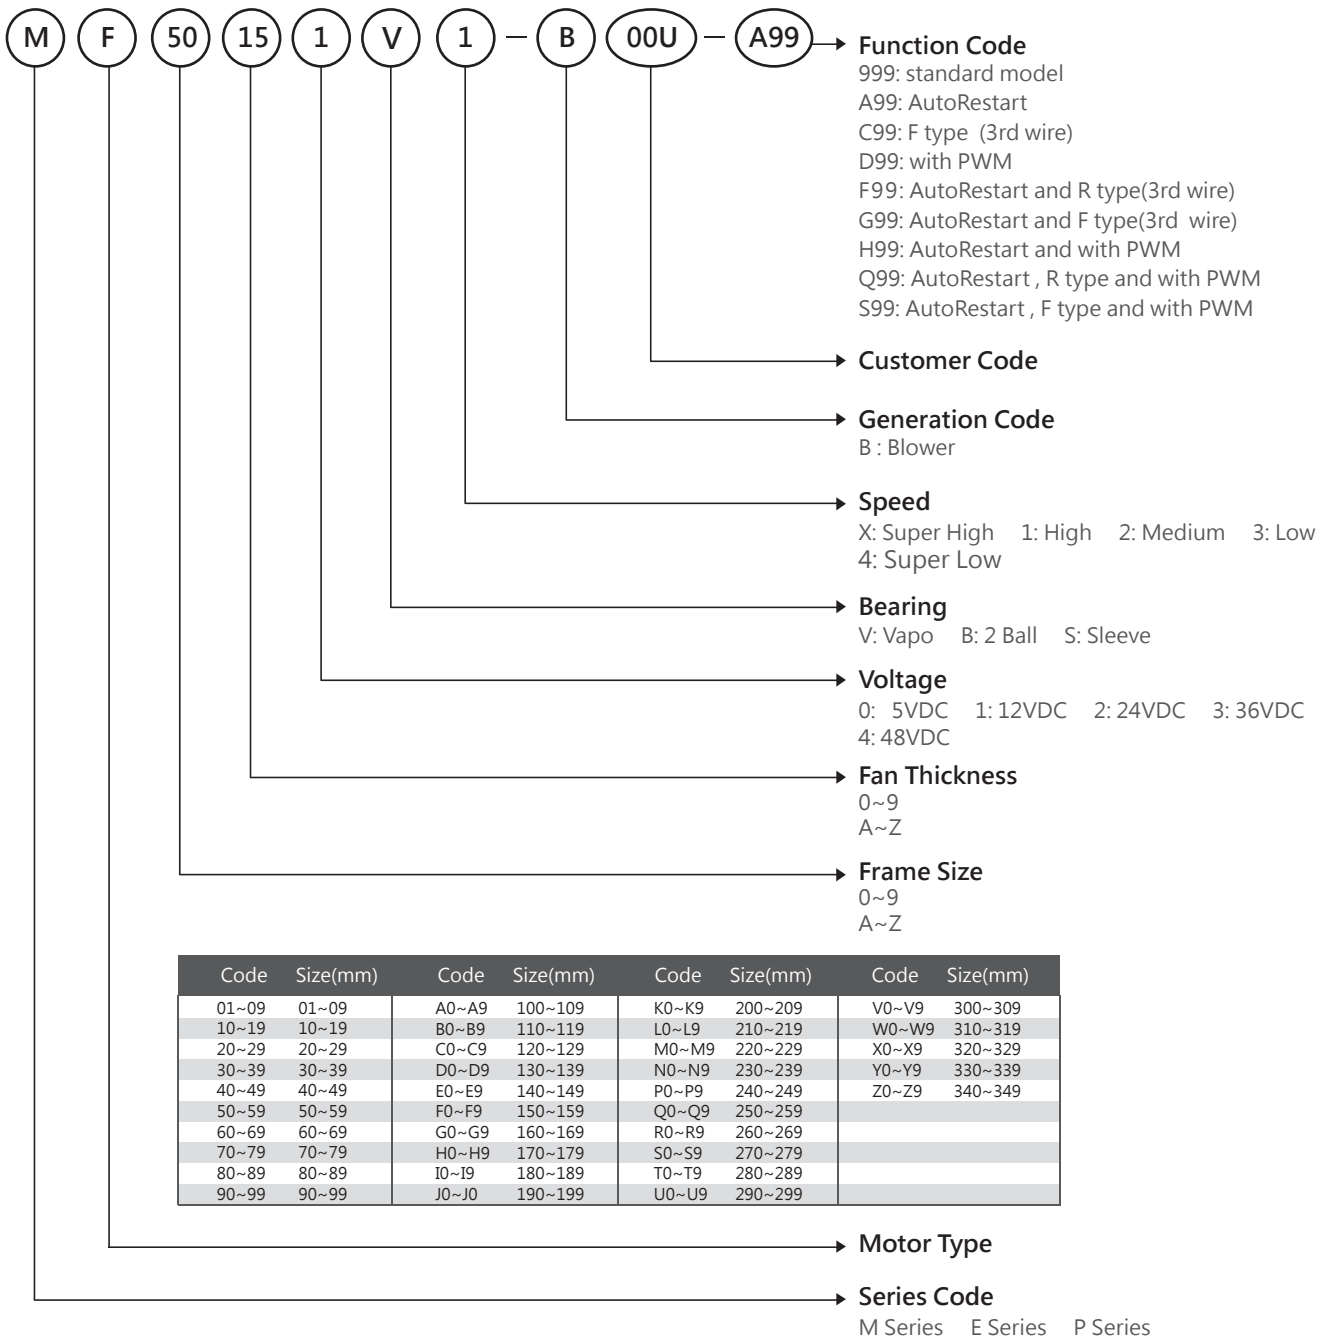 M F 50 15 1 V 1 – B 00U – A99
Function Code
999: standard model
A99: AutoRestart
C99: F type (3rd wire)
D99: with PWM
F99: AutoRestart and R type(3rd wire)
G99: AutoRestart and F type(3rd wire)
H99: AutoRestart and with PWM
Q99: AutoRestart , R type and with PWM
S99: AutoRestart , F type and with PWM
Customer Code
Generation Code
B : Blower
Speed
X: Super High 1: High 2: Medium 3: Low
4: Super Low
Bearing
V: Vapo B: 2 Ball S: Sleeve
Voltage
0: 5VDC 1: 12VDC 2: 24VDC 3: 36VDC
4: 48VDC
Fan Thickness
0~9
A~Z
Frame Size
0~9
A~Z
Code Size(mm) Code Size(mm) Code Size(mm) Code Size(mm)
01~09 01~09 A0~A9 100~109 K0~K9 200~209 V0~V9 300~309
10~19 10~19 B0~B9 110~119 L0~L9 210~219 W0~W9 310~319
20~29 20~29 C0~C9 120~129 M0~M9 220~229 X0~X9 320~329
30~39 30~39 D0~D9 130~139 N0~N9 230~239 Y0~Y9 330~339
40~49 40~49 E0~E9 140~149 P0~P9 240~249 Z0~Z9 340~349
50~59 50~59 F0~F9 150~159 Q0~Q9 250~259
60~69 60~69 G0~G9 160~169 R0~R9 260~269
70~79 70~79 H0~H9 170~179 S0~S9 270~279
80~89 80~89 I0~I9 180~189 T0~T9 280~289
90~99 90~99 J0~J0 190~199 U0~U9 290~299
Motor Type
Series Code
M Series E Series P Series